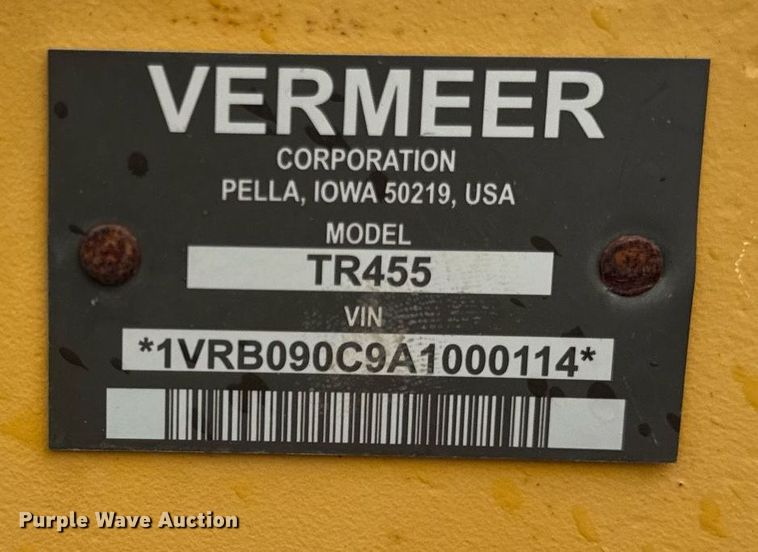 VERMEER
CORPORATION
PELLA, IOWA 50219, USA
MODEL
TR455
VIN
*1VRB090C9A1000114*
Purple Wave Auction